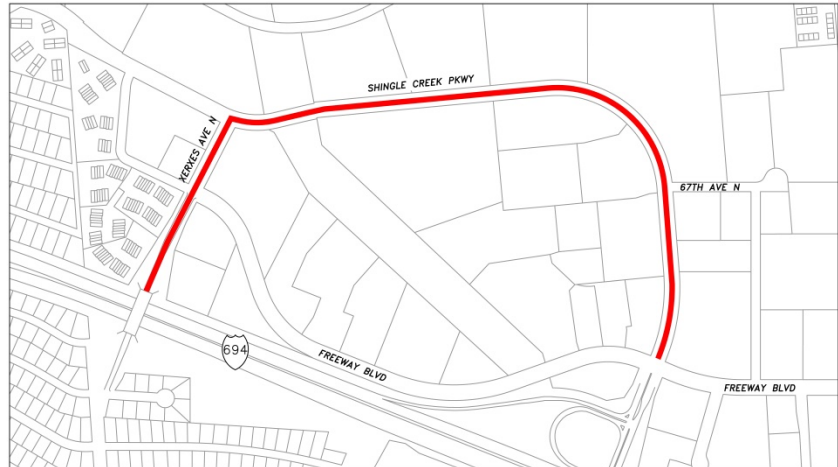 SHINGLE CREEK PKWY
XERXES AVE N
67TH AVE N
694
FREEWAY BLVD
FREEWAY BLVD